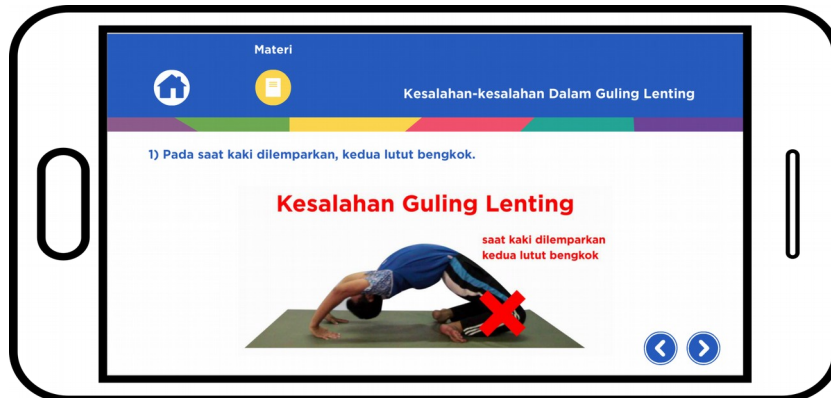 Materi
Kesalahan-kesalahan Dalam Guling Lenting
1) Pada saat kaki dilemparkan, kedua lutut bengkok.
Kesalahan Guling Lenting
saat kaki dilemparkan
kedua lutut bengkok